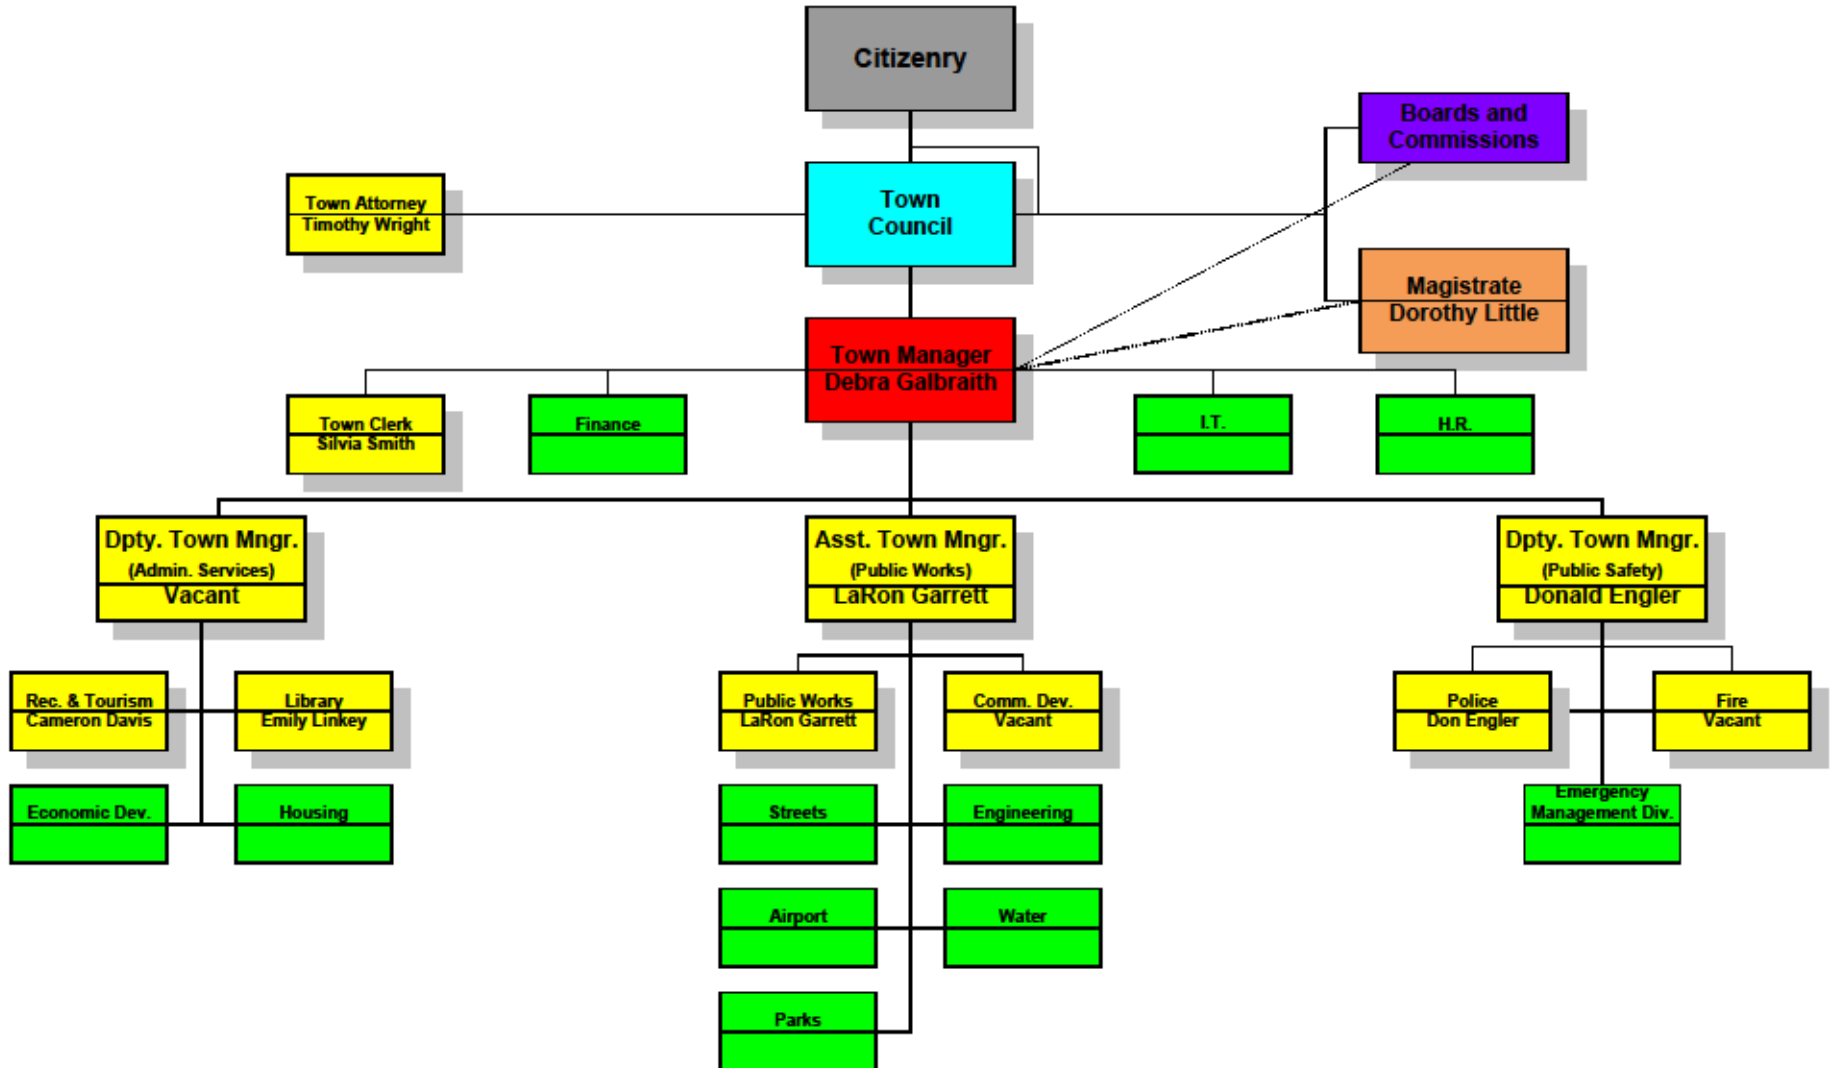 Citizenry
Boards and
Commissions
Town Attorney
Timothy Wright
Town
Council
Magistrate
Dorothy Little
Town Manager
Debra Galbraith
Town Clerk
Silvia Smith
Finance
I.T.
H.R.
Dpty. Town Mngr.
(Admin. Services)
Vacant
Asst. Town Mngr.
(Public Works)
LaRon Garrett
Dpty. Town Mngr.
(Public Safety)
Donald Engler
Rec. & Tourism
Cameron Davis
Library
Emily Linkey
Public Works
LaRon Garrett
Comm. Dev.
Vacant
Police
Don Engler
Fire
Vacant
Economic Dev.
Housing
Streets
Engineering
Emergency
Management Div.
Airport
Water
Parks